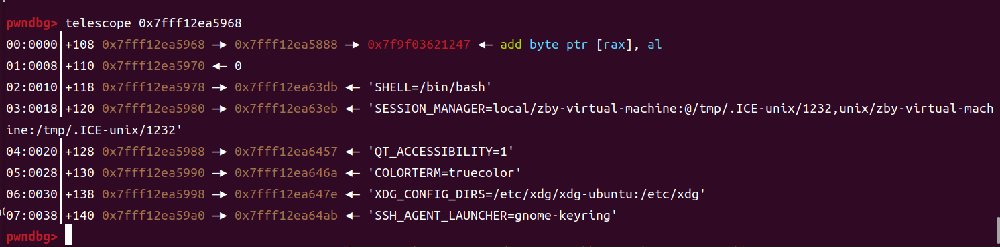 pwndbg> telescope 0x7fff12ea5968
00:0000│+108 0x7fff12ea5968 —▸ 0x7fff12ea5888 —▸ 0x7f9f03621247 ◂— add byte ptr [rax], al
01:0008│+110 0x7fff12ea5970 ◂— 0
02:0010│+118 0x7fff12ea5978 —▸ 0x7fff12ea63db ◂— 'SHELL=/bin/bash'
03:0018│+120 0x7fff12ea5980 —▸ 0x7fff12ea63eb ◂— 'SESSION_MANAGER=local/zby-virtual-machine:@/tmp/.ICE-unix/1232,unix/zby-virtual-mach
ine:/tmp/.ICE-unix/1232'
04:0020│+128 0x7fff12ea5988 —▸ 0x7fff12ea6457 ◂— 'QT_ACCESSIBILITY=1'
05:0028│+130 0x7fff12ea5990 —▸ 0x7fff12ea646a ◂— 'COLORTERM=truecolor'
06:0030│+138 0x7fff12ea5998 —▸ 0x7fff12ea647e ◂— 'XDG_CONFIG_DIRS=/etc/xdg/xdg-ubuntu:/etc/xdg'
07:0038│+140 0x7fff12ea59a0 —▸ 0x7fff12ea64ab ◂— 'SSH_AGENT_LAUNCHER=gnome-keyring'
pwndbg>